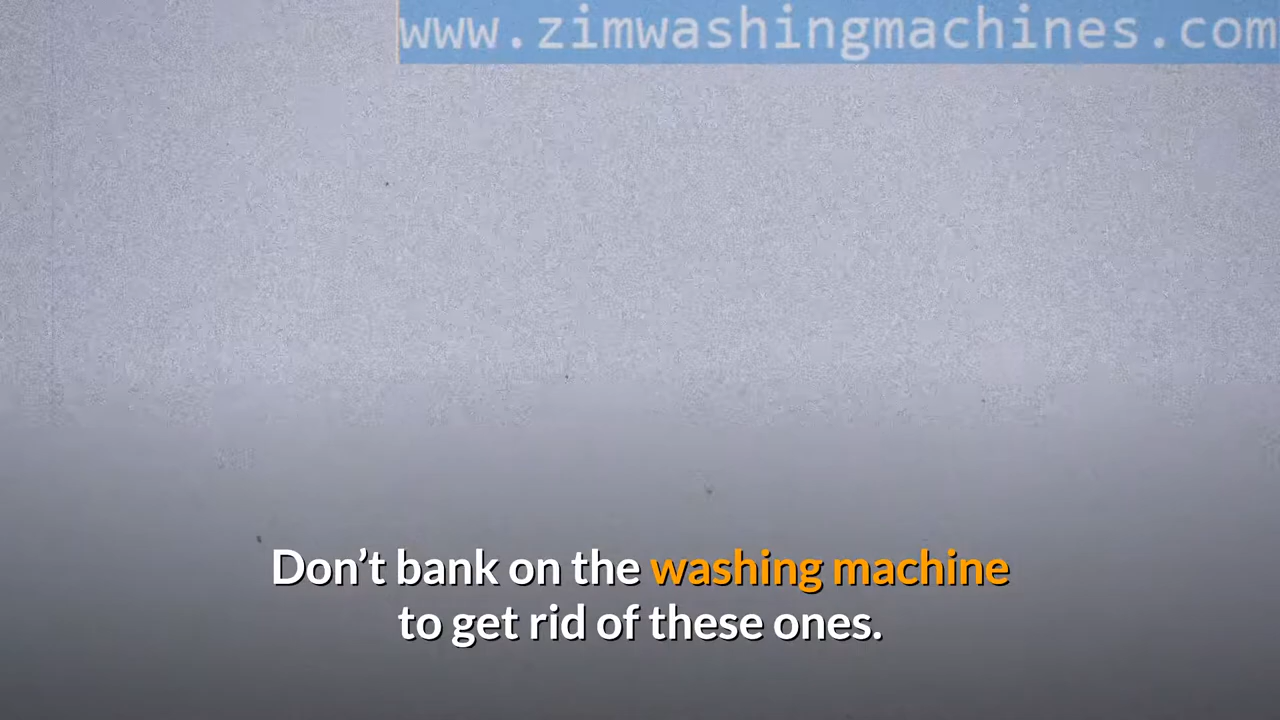 www.zimwashingmachines.com
Don’t bank on the washing machine
to get rid of these ones.